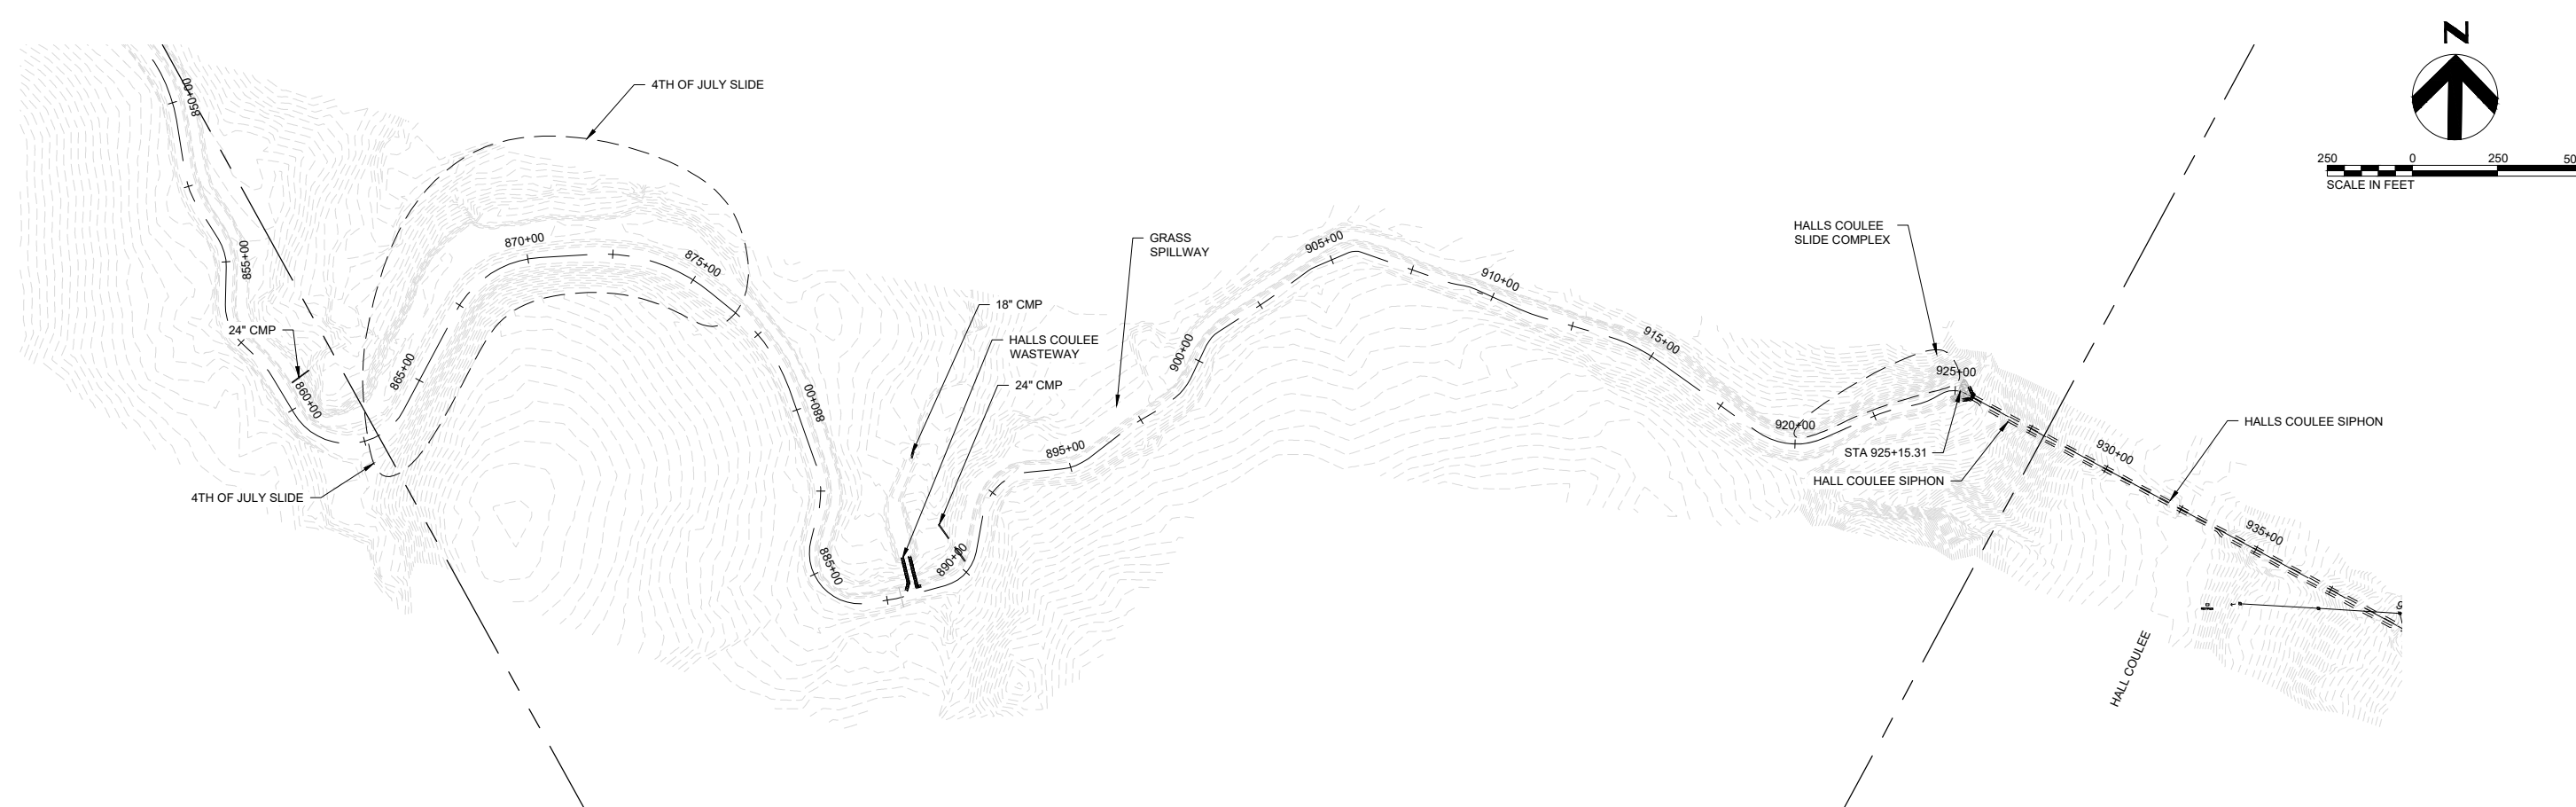 N
250 0 250 50
SCALE IN FEET
4TH OF JULY SLIDE
850+00
855+00
24" CMP
860+00
865+00
870+00
875+00
4TH OF JULY SLIDE
880+00
885+00
18" CMP
HALLS COULEE
WASTEWAY
24" CMP
890+00
GRASS
SPILLWAY
895+00
900+00
905+00
910+00
915+00
HALLS COULEE
SLIDE COMPLEX
920+00
925+00
STA 925+15.31
HALL COULEE SIPHON
930+00
HALLS COULEE SIPHON
935+00
HALL COULEE